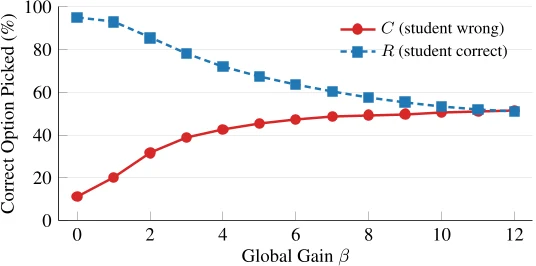 Correct Option Picked (%)
100
80
60
40
20
0
C (student wrong)
R (student correct)
0 2 4 6 8 10 12
Global Gain β